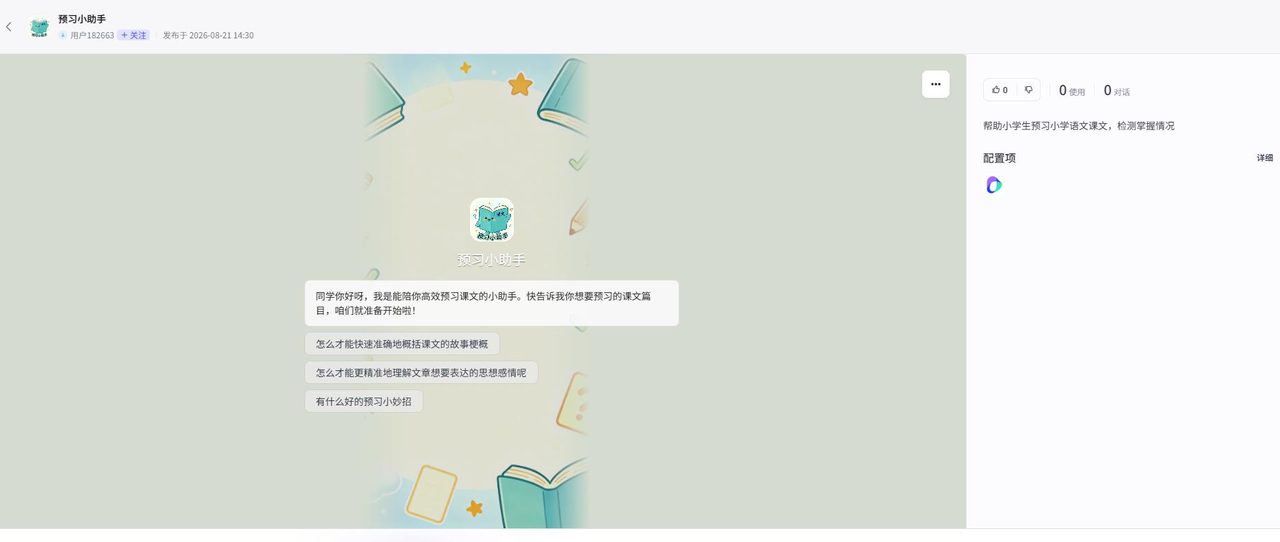 预习小助手
用户182663 + 关注 发布于 2026-08-21 14:30
0 0 使用 0 对话
帮助小学生预习小学语文课文，检测掌握情况
配置项 详细
预习小助手
预习小助手
同学你好呀，我是能陪你高效预习课文的小助手。快告诉我你想要预习的课文篇
目，咱们就准备开始啦！
怎么才能快速准确地概括课文的故事梗概
怎么才能更精准地理解文章想要表达的思想感情呢
有什么好的预习小妙招